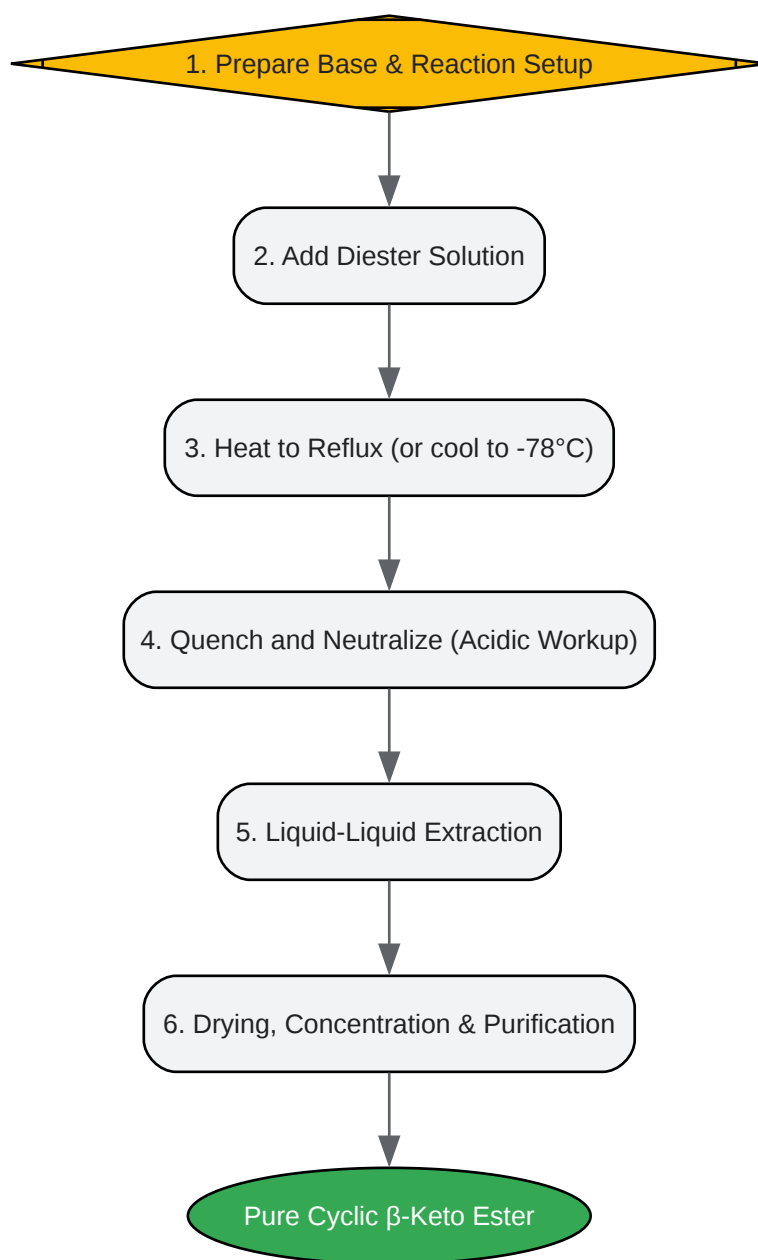 1. Prepare Base & Reaction Setup
2. Add Diester Solution
3. Heat to Reflux (or cool to -78°C)
4. Quench and Neutralize (Acidic Workup)
5. Liquid-Liquid Extraction
6. Drying, Concentration & Purification
Pure Cyclic β-Keto Ester